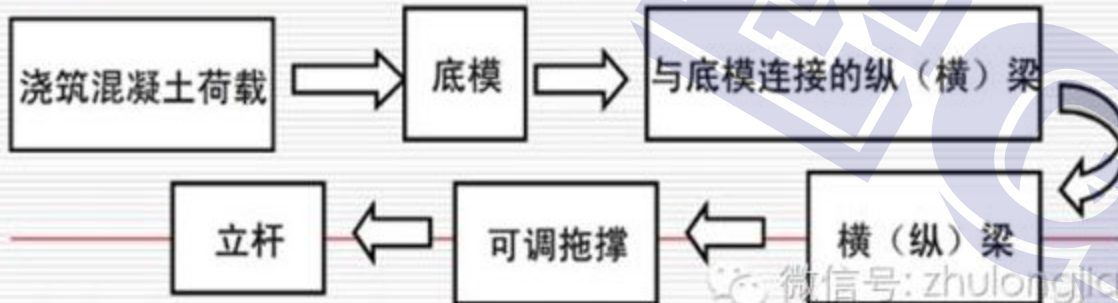 浇筑混凝土荷载
底模
与底模连接的纵（横）梁
横（纵）梁
可调拖撑
立杆
微信号: zhulongjic